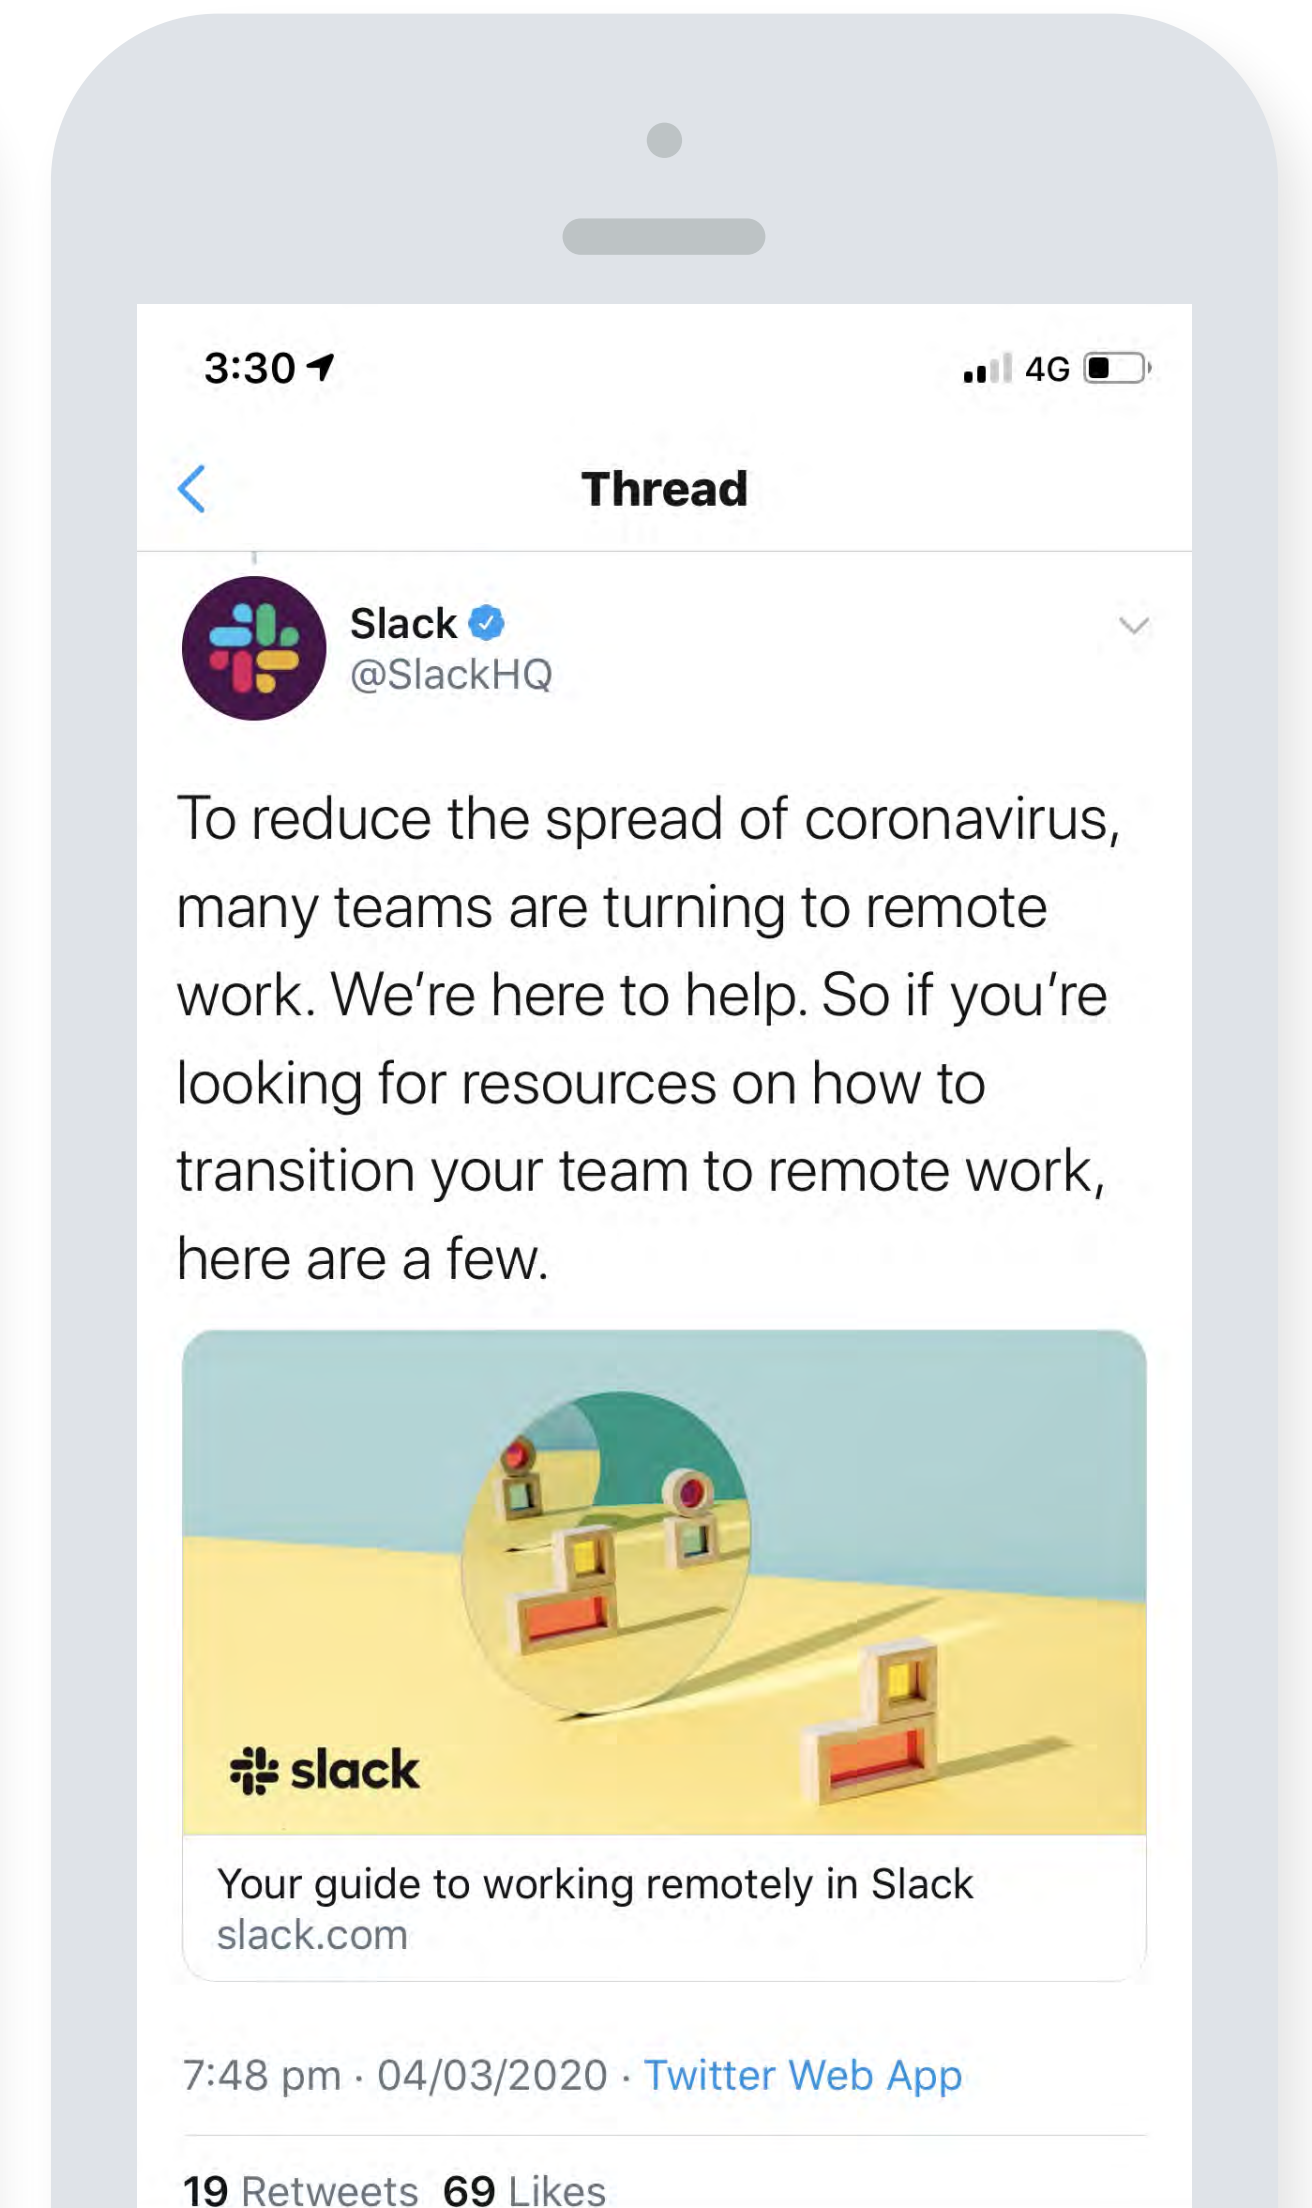 3:30 4G
Thread
Slack
@SlackHQ
To reduce the spread of coronavirus,
many teams are turning to remote
work. We’re here to help. So if you’re
looking for resources on how to
transition your team to remote work,
here are a few.
slack
Your guide to working remotely in Slack
slack.com
7:48 pm · 04/03/2020 · Twitter Web App
19 Retweets 69 Likes